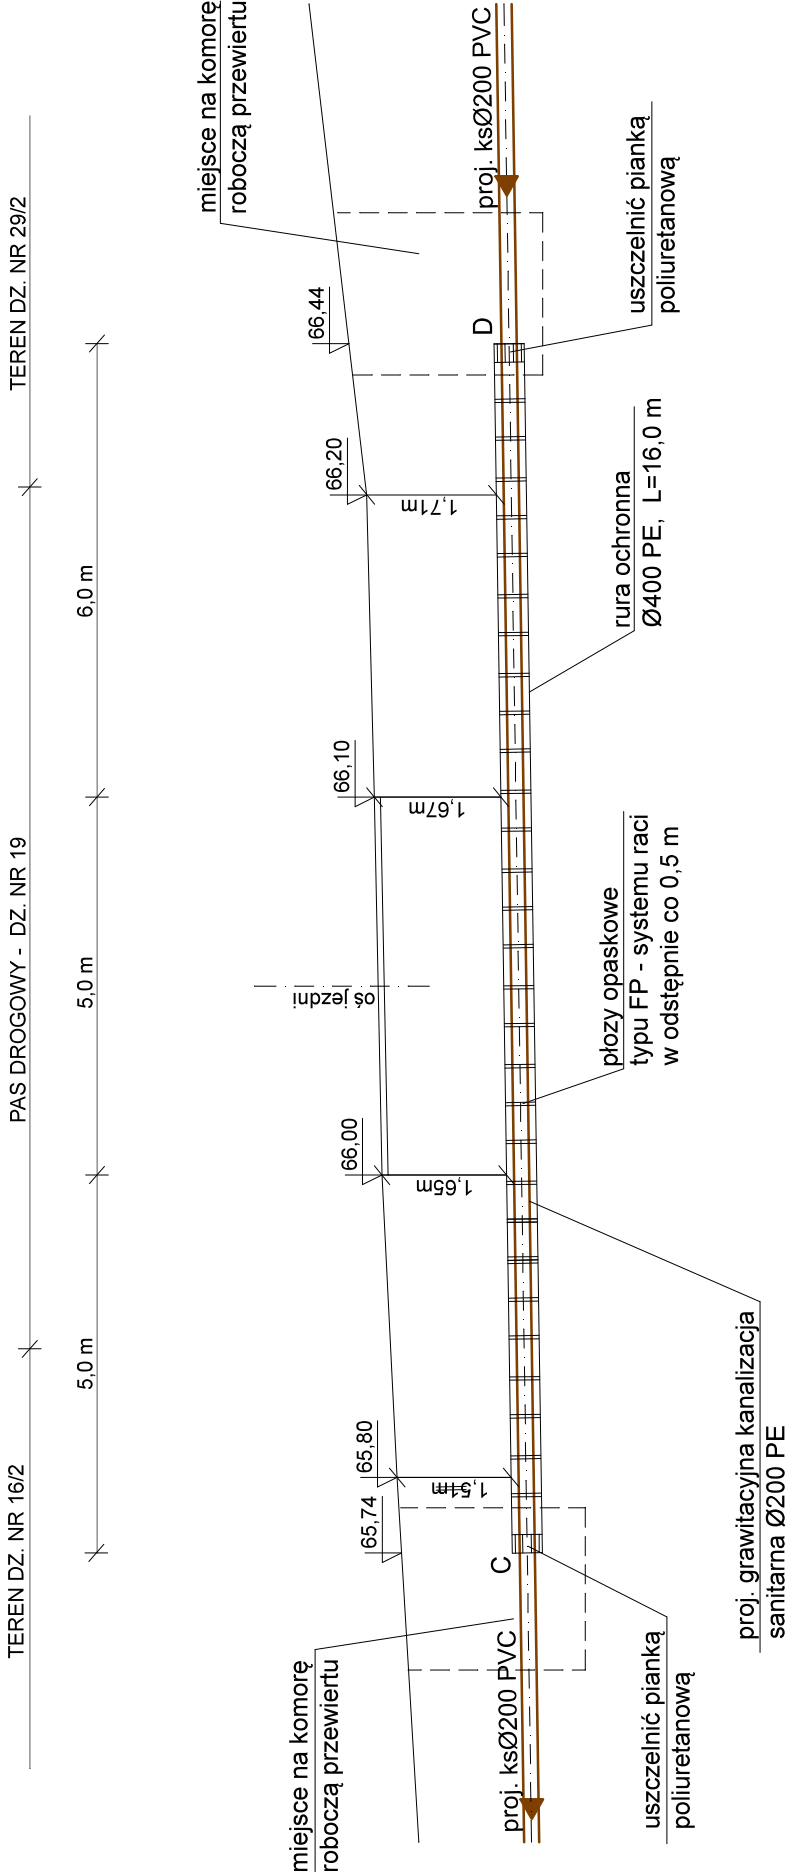 TEREN DZ. NR 16/2
PAS DROGOWY - DZ. NR 19
TEREN DZ. NR 29/2
5,0 m
5,0 m
6,0 m
miejsce na komorę
roboczą przewiertu
miejsce na komorę
roboczą przewiertu
65,74
65,80
66,00
66,10
66,20
66,44
oś jezdni
1,51m
1,65m
1,67m
1,71m
C
D
proj. ksØ200 PVC
proj. ksØ200 PVC
uszczelnić pianką
poliuretanową
płozy opaskowe
typu FP - systemu raci
w odstępnie co 0,5 m
rura ochronna
Ø400 PE, L=16,0 m
uszczelnić pianką
poliuretanową
proj. grawitacyjna kanalizacja
sanitarna Ø200 PE